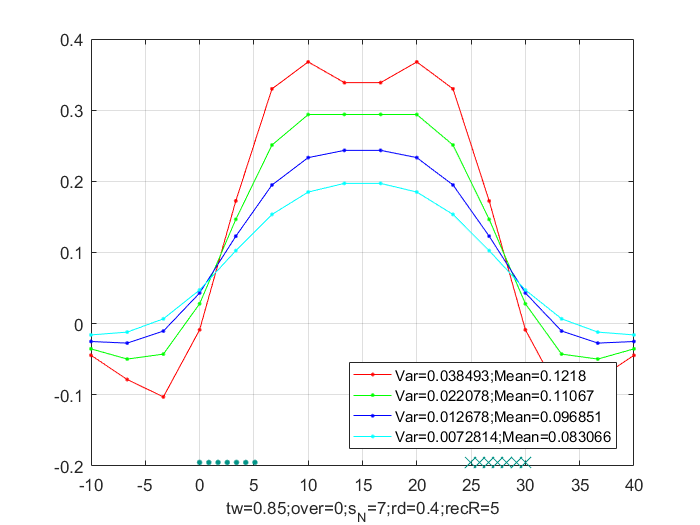 0.4
0.3
0.2
0.1
0
-0.1
-0.2
Var=0.038493;Mean=0.1218
Var=0.022078;Mean=0.11067
Var=0.012678;Mean=0.096851
Var=0.0072814;Mean=0.083066
-10 -5 0 5 10 15 20 25 30 35 40
tw=0.85;over=0;s_N=7;rd=0.4;recR=5